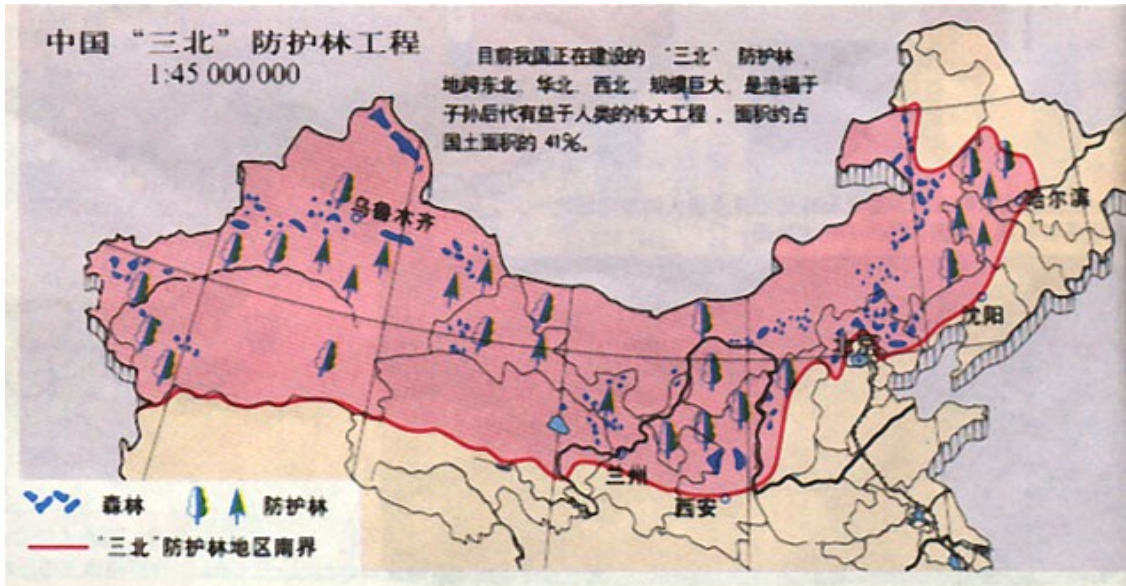 中国“三北”防护林工程
1:45 000 000
目前我国正在建设的“三北”防护林,
地跨东北、华北、西北、规模巨大、是造福于
子孙后代有益于人类的伟大工程,面积约占
国土面积的 41%。
乌鲁木齐
哈尔滨
沈阳
北京
兰州
西安
森林
防护林
“三北”防护林地区南界